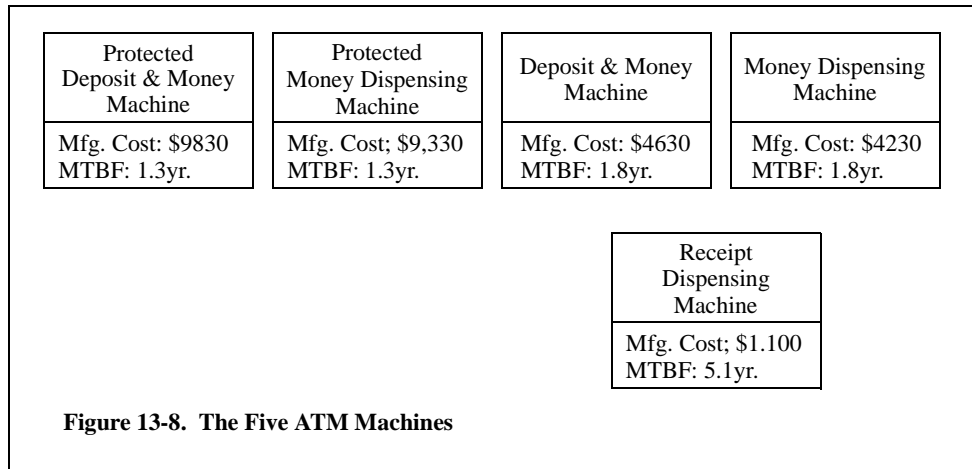 Protected
Deposit & Money
Machine
Mfg. Cost: $9830
MTBF: 1.3yr.
Protected
Money Dispensing
Machine
Mfg. Cost; $9,330
MTBF: 1.3yr.
Deposit & Money
Machine
Mfg. Cost: $4630
MTBF: 1.8yr.
Money Dispensing
Machine
Mfg. Cost: $4230
MTBF: 1.8yr.
Receipt
Dispensing
Machine
Mfg. Cost; $1.100
MTBF: 5.1yr.
Figure 13-8. The Five ATM Machines